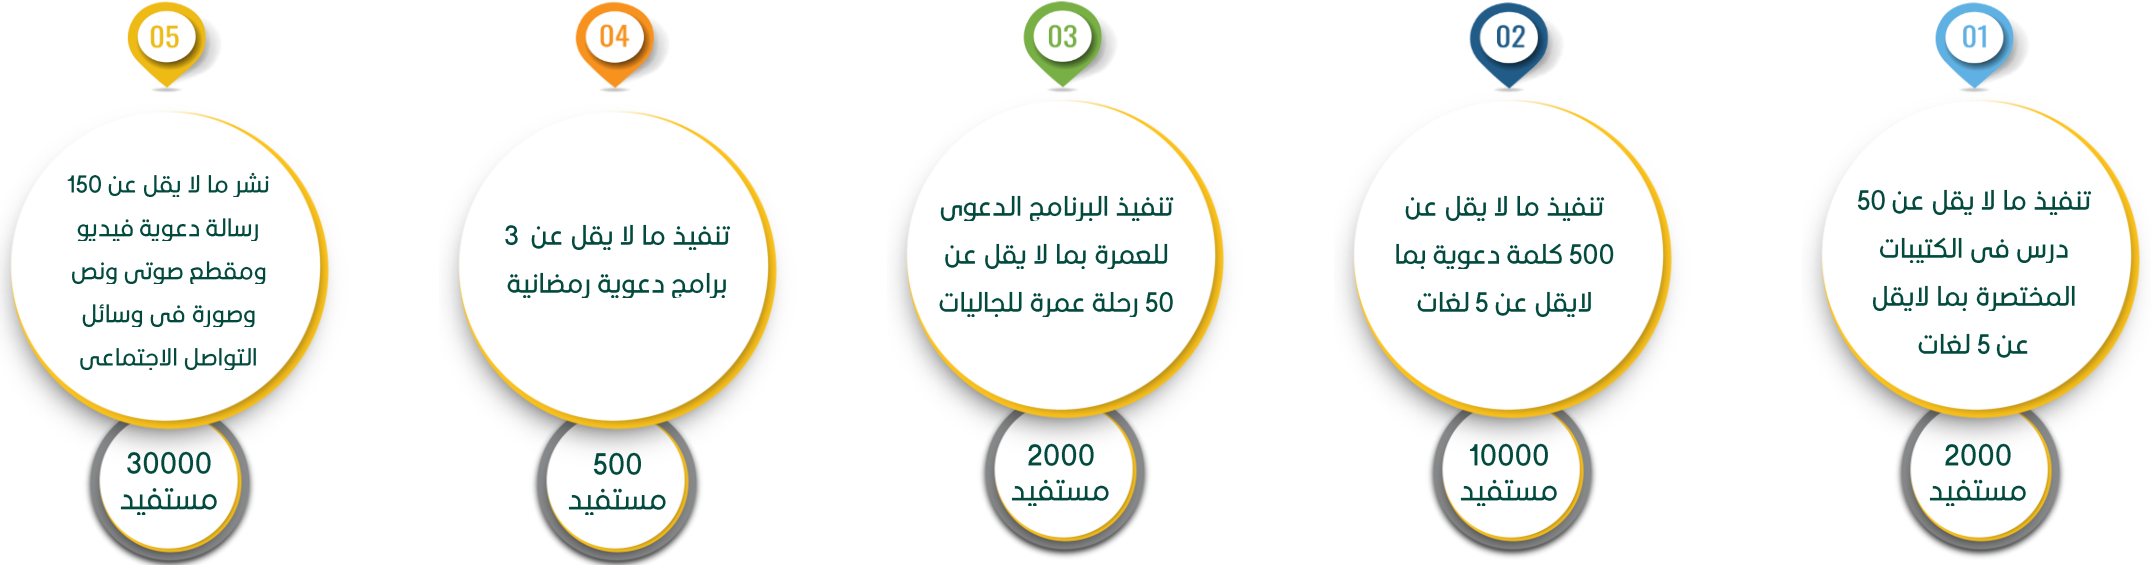 01
تنفيذ ما لا يقل عن 50
درس في الكتيبات
المختصرة بما لايقل
عن 5 لغات
2000
مستفيد
02
تنفيذ ما لا يقل عن
500 كلمة دعوية بما
لايقل عن 5 لغات
10000
مستفيد
03
تنفيذ البرنامج الدعوى
للعمرة بما لا يقل عن
50 رحلة عمرة للجاليات
2000
مستفيد
04
تنفيذ ما لا يقل عن 3
برامج دعوية رمضانية
500
مستفيد
05
نشر ما لا يقل عن 150
رسالة دعوية فيديو
ومقطع صوتى ونص
وصورة فى وسائل
التواصل الاجتماعى
30000
مستفيد